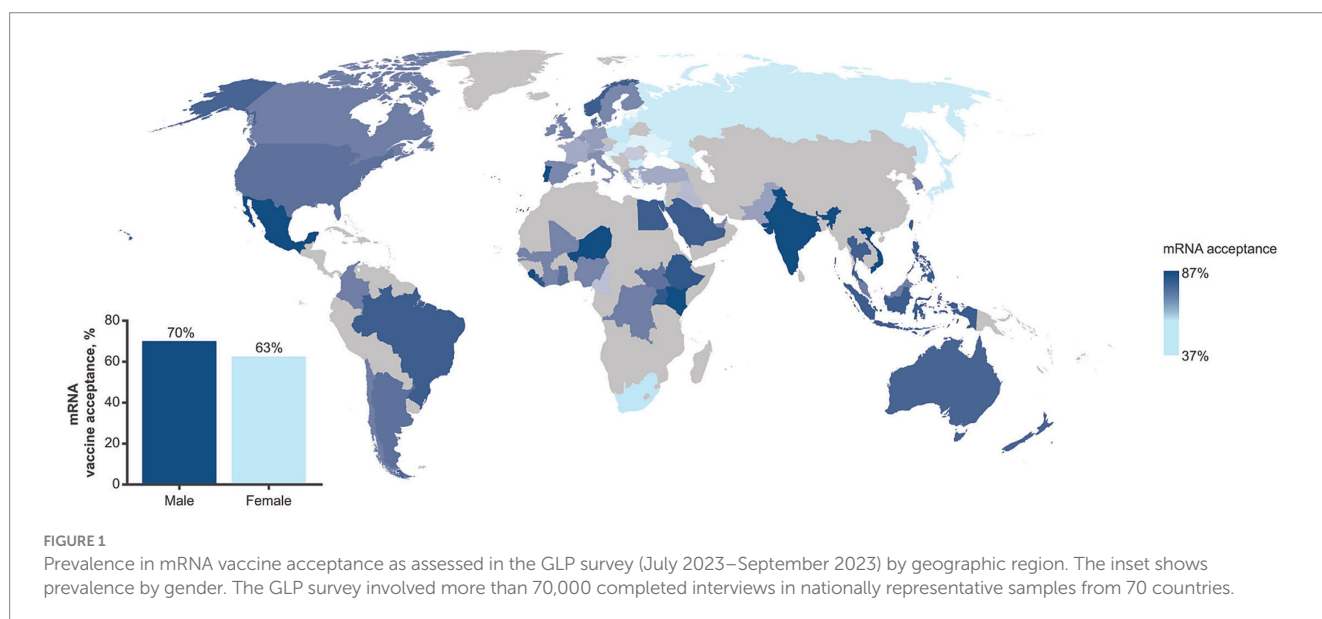 mRNA acceptance
87%
37%
80
60
40
20
0
mRNA
vaccine acceptance, %
70%
63%
Male
Female
FIGURE 1
Prevalence in mRNA vaccine acceptance as assessed in the GLP survey (July 2023–September 2023) by geographic region. The inset shows
prevalence by gender. The GLP survey involved more than 70,000 completed interviews in nationally representative samples from 70 countries.